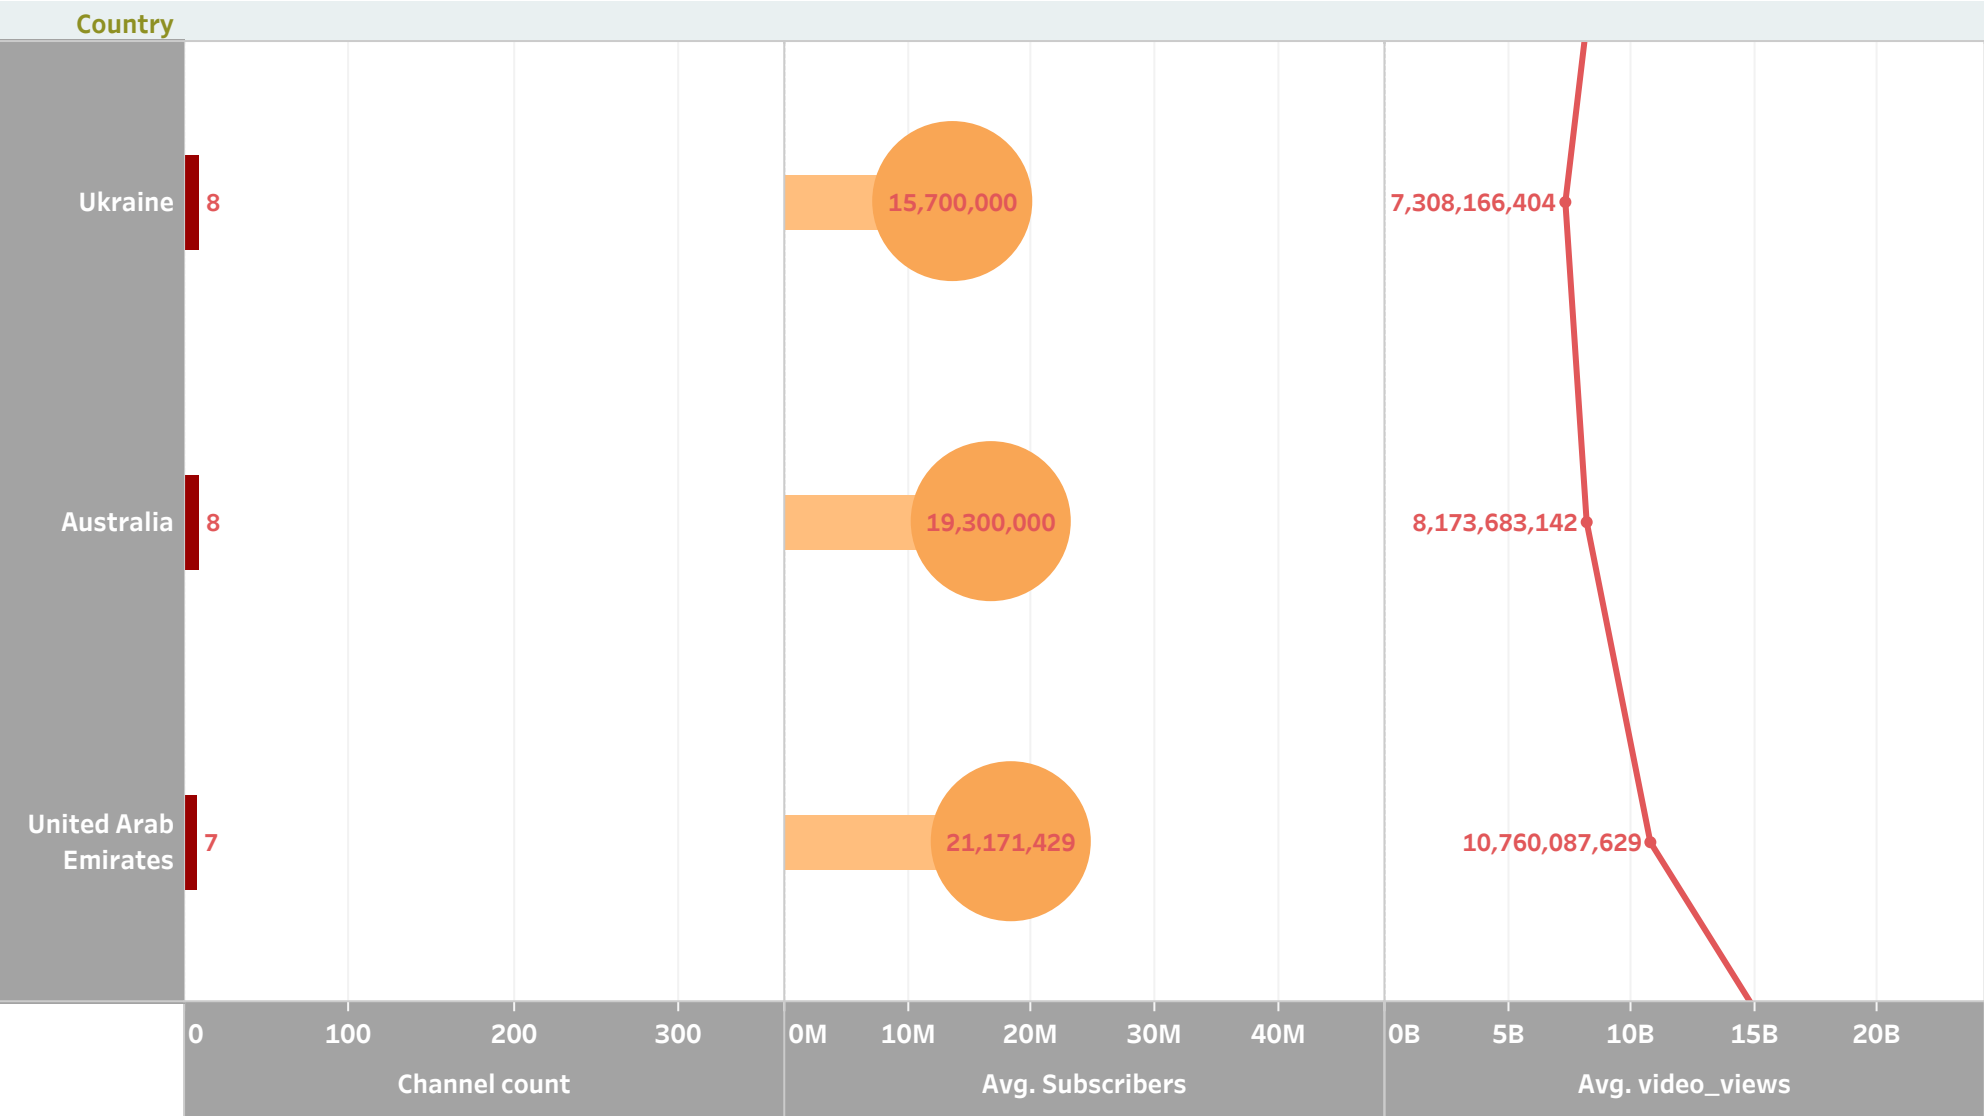 Country
Ukraine
8
15,700,000
7,308,166,404
Australia
8
19,300,000
8,173,683,142
United Arab
Emirates
7
21,171,429
10,760,087,629
0 100 200 300
0M 10M 20M 30M 40M
0B 5B 10B 15B 20B
Channel count
Avg. Subscribers
Avg. video_views